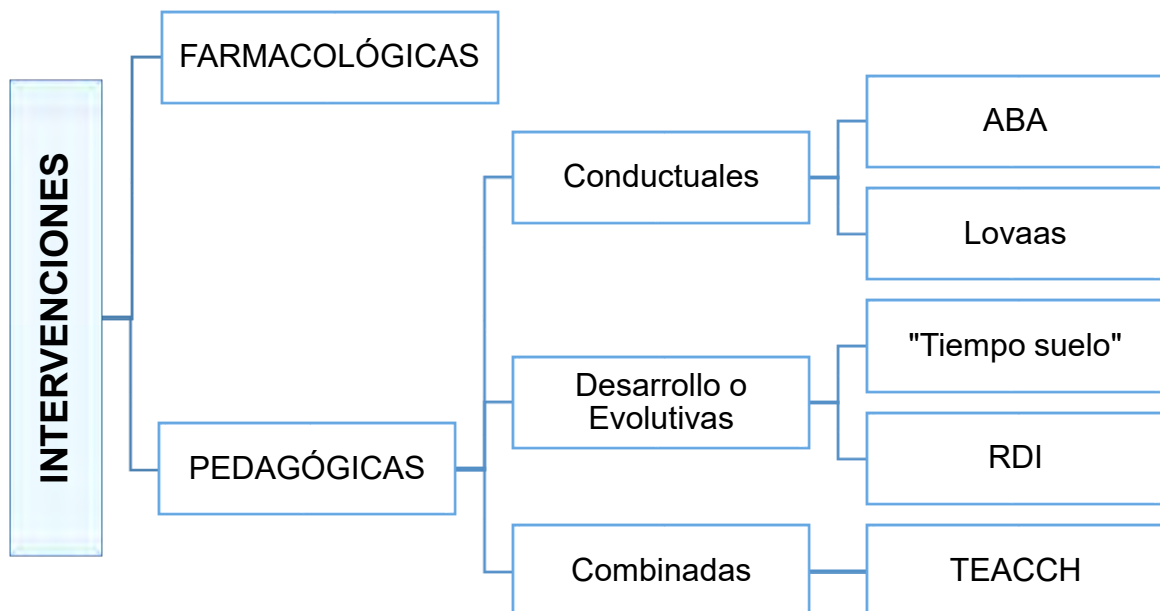 INTERVENCIONES
FARMACOLÓGICAS
PEDAGÓGICAS
Conductuales
ABA
Lovaas
Desarrollo o
Evolutivas
"Tiempo suelo"
RDI
Combinadas
TEACCH